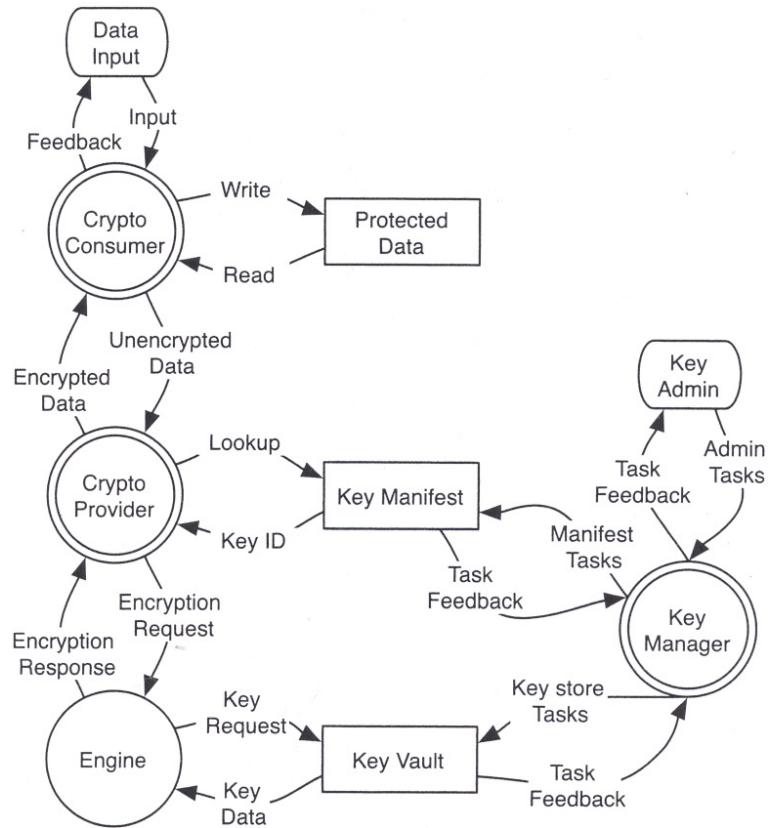 Data
Input
Input
Feedback
Crypto
Consumer
Write
Protected
Data
Read
Unencrypted
Data
Encrypted
Data
Key
Admin
Admin
Tasks
Task
Feedback
Crypto
Provider
Lookup
Key Manifest
Key ID
Manifest
Tasks
Task
Feedback
Key
Manager
Encryption
Request
Encryption
Response
Key store
Tasks
Key
Request
Engine
Key Vault
Key
Data
Task
Feedback